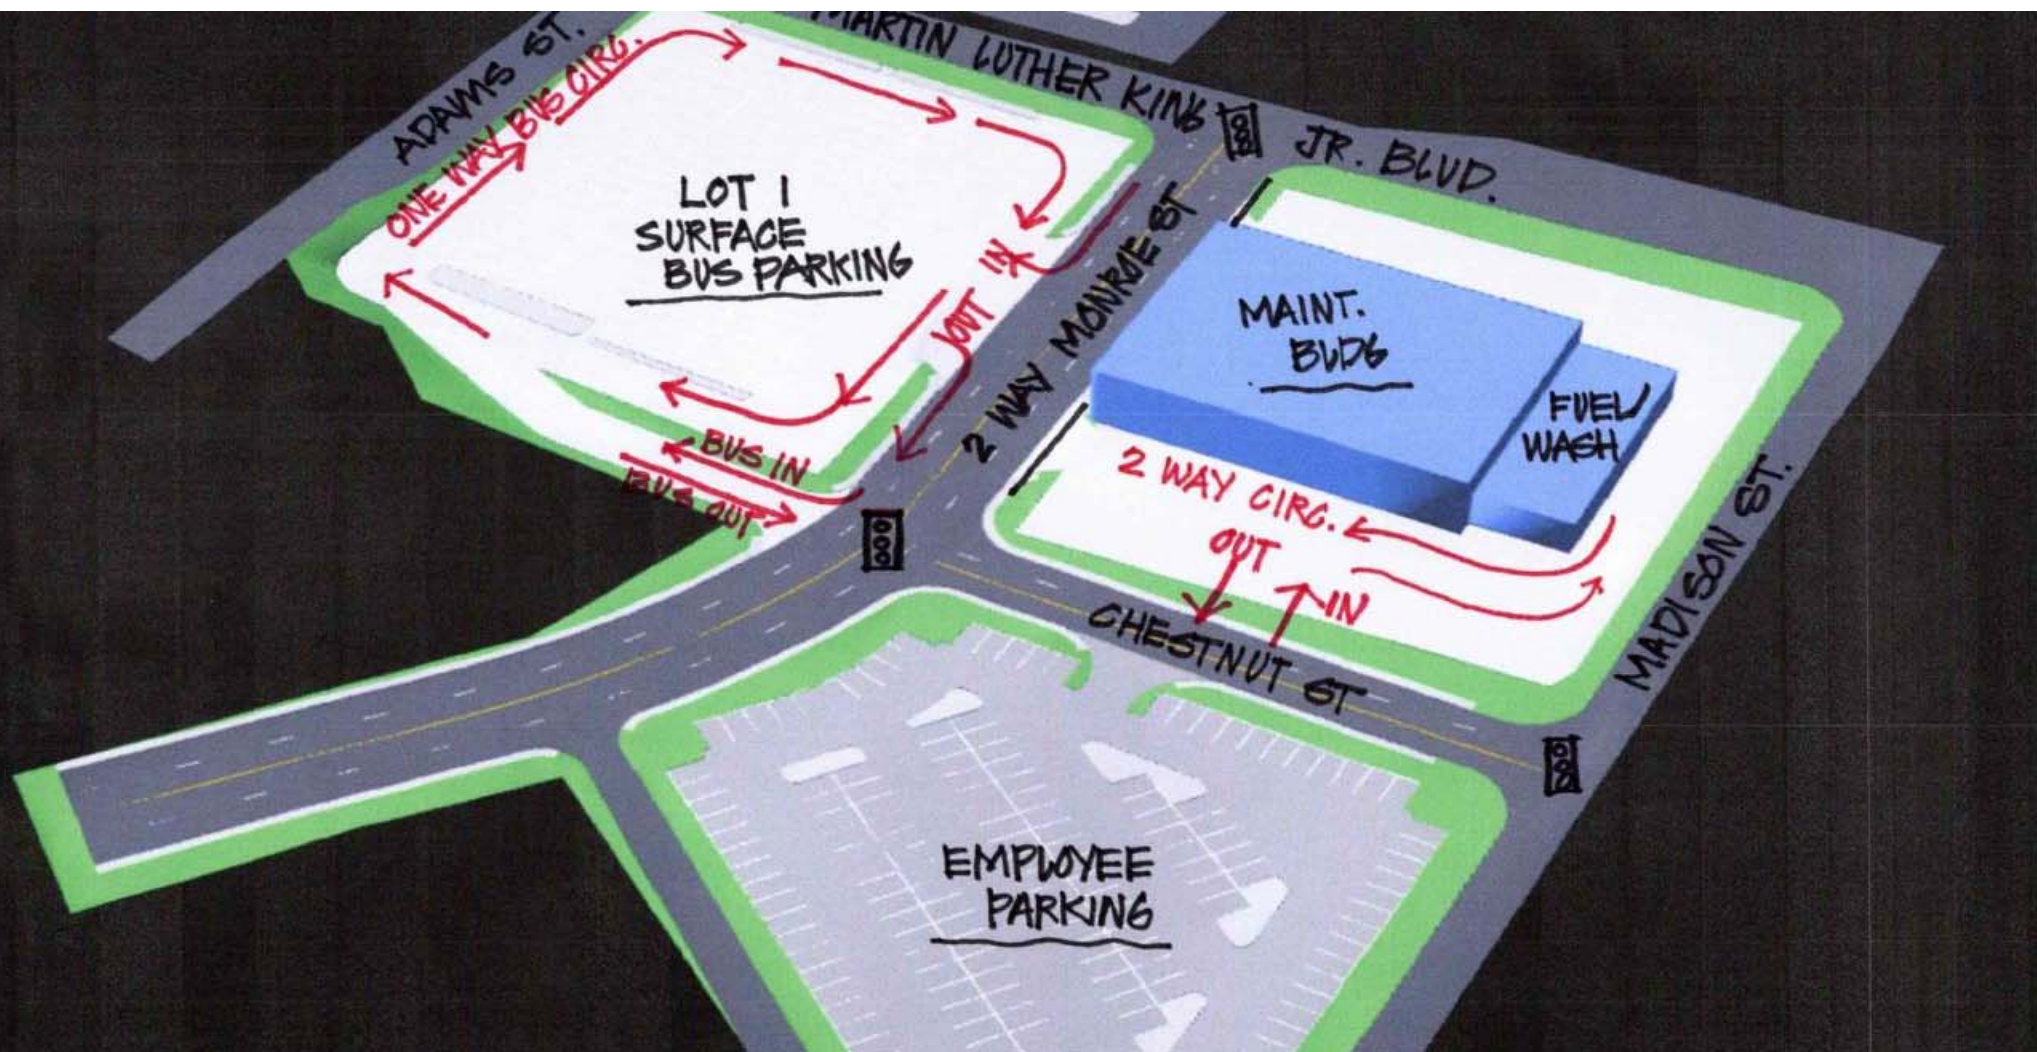 ADAMS ST.
MARTIN LUTHER KING
JR. BLVD.
ONE WAY BUS CIRC.
LOT 1
SURFACE
BUS PARKING
IN
OUT
2 WAY MONROE ST
MAINT.
BLDG
FUEL/
WASH
BUS IN
BUS OUT
2 WAY CIRC.
OUT
IN
CHESTNUT ST
MADISON ST.
EMPLOYEE
PARKING